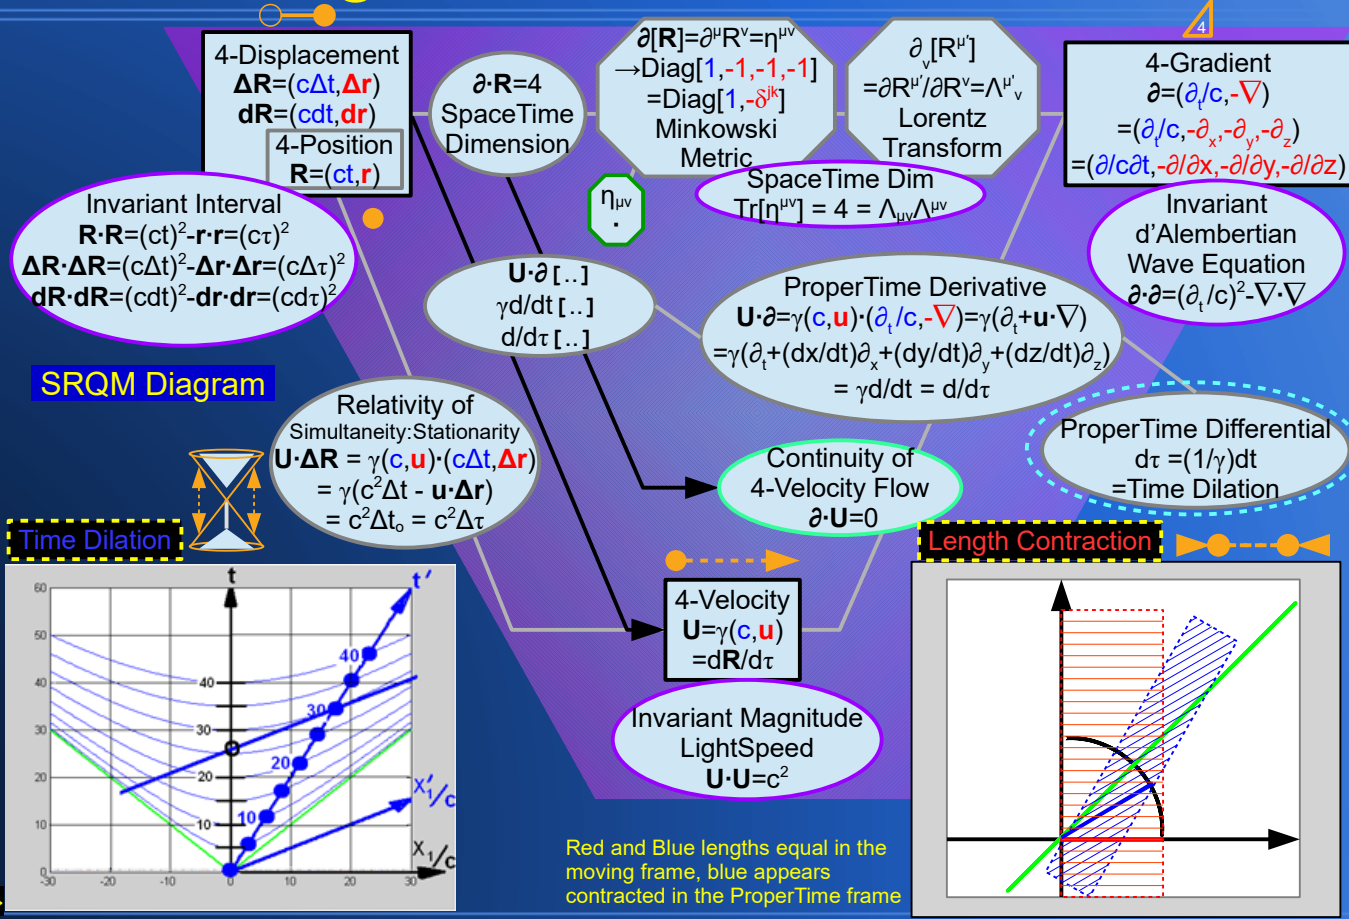 4-Displacement
ΔR=(cΔt,Δr)
dR=(cdt,dr)
4-Position
R=(ct,r)
∂·R=4
SpaceTime
Dimension
∂[R]=∂^μR^ν=η^μν
→Diag[1,-1,-1,-1]
=Diag[1,-δ^jk]
Minkowski
Metric
∂_ν[R^μ′]
=∂R^μ′/∂R^ν=Λ^μ′_ν
Lorentz
Transform
4
4-Gradient
∂=(∂_t/c,-∇)
=(∂_t/c,-∂_x,-∂_y,-∂_z)
=(∂/c∂t,-∂/∂x,-∂/∂y,-∂/∂z)
Invariant Interval
R·R=(ct)²-r·r=(cτ)²
ΔR·ΔR=(cΔt)²-Δr·Δr=(cΔτ)²
dR·dR=(cdt)²-dr·dr=(cdτ)²
η_μν
·
SpaceTime Dim
Tr[η^μν] = 4 = Λ_μνΛ^μν
Invariant
d'Alembertian
Wave Equation
∂·∂=(∂_t/c)²-∇·∇
U·∂[..]
γd/dt[..]
d/dτ[..]
ProperTime Derivative
U·∂=γ(c,u)·(∂_t/c,-∇)=γ(∂_t+u·∇)
=γ(∂_t+(dx/dt)∂_x+(dy/dt)∂_y+(dz/dt)∂_z)
= γd/dt = d/dτ
SRQM Diagram
Relativity of
Simultaneity:Stationarity
U·ΔR = γ(c,u)·(cΔt,Δr)
= γ(c²Δt - u·Δr)
= c²Δt_o = c²Δτ
ProperTime Differential
dτ =(1/γ)dt
=Time Dilation
Continuity of
4-Velocity Flow
∂·U=0
Time Dilation
Length Contraction
4-Velocity
U=γ(c,u)
=dR/dτ
Invariant Magnitude
LightSpeed
U·U=c²
t
t′
60
50
40
30
20
10
0
40
30
20
10
40
30
20
10
X′₁/c
X₁/c
-30
-20
-10
0
10
20
30
Red and Blue lengths equal in the
moving frame, blue appears
contracted in the ProperTime frame